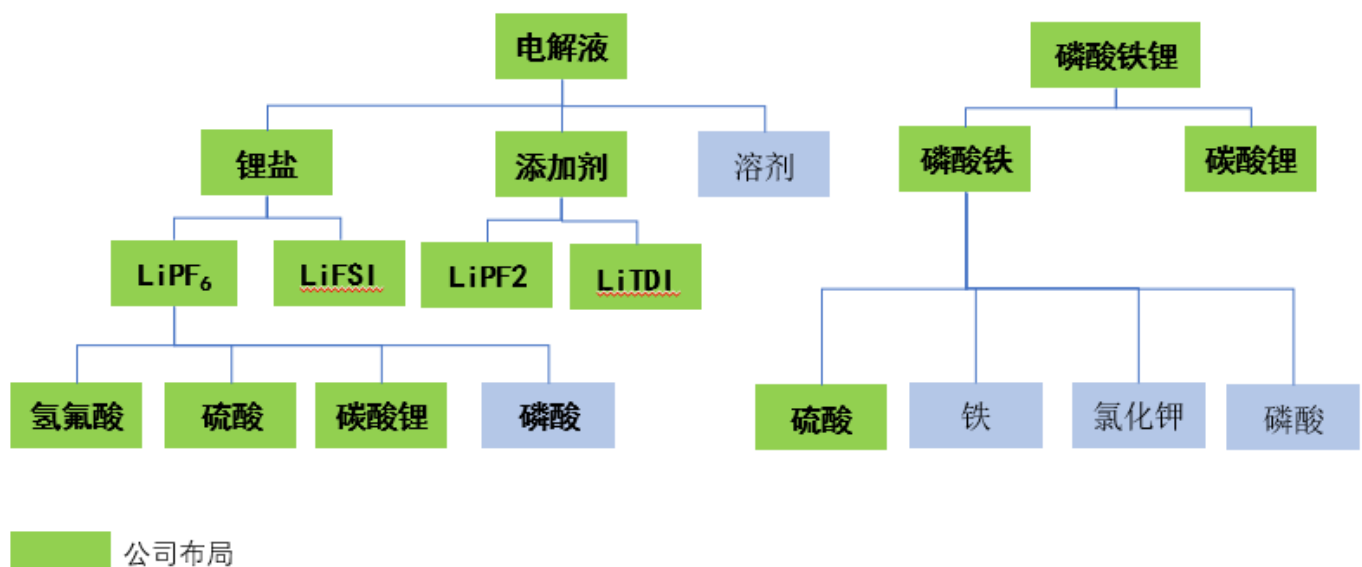 电解液
磷酸铁锂
锂盐
添加剂
溶剂
磷酸铁
碳酸锂
LiPF₆
LiFSI
LiPF2
LiTDI
氢氟酸
硫酸
碳酸锂
磷酸
硫酸
铁
氯化钾
磷酸
公司布局